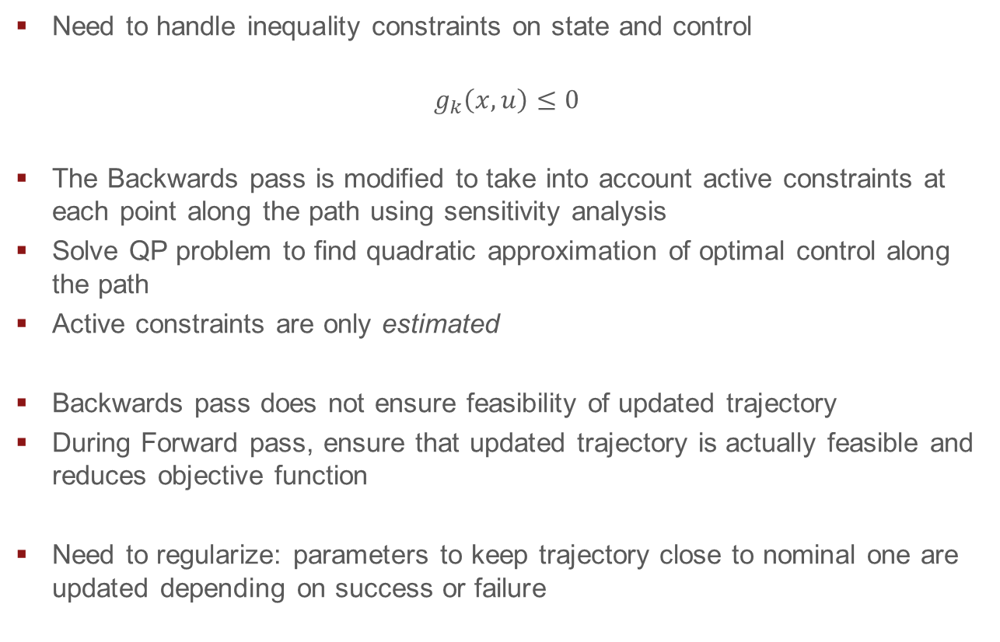 ▪ Need to handle inequality constraints on state and control
gₖ(x, u) ≤ 0
▪ The Backwards pass is modified to take into account active constraints at
each point along the path using sensitivity analysis
▪ Solve QP problem to find quadratic approximation of optimal control along
the path
▪ Active constraints are only estimated
▪ Backwards pass does not ensure feasibility of updated trajectory
▪ During Forward pass, ensure that updated trajectory is actually feasible and
reduces objective function
▪ Need to regularize: parameters to keep trajectory close to nominal one are
updated depending on success or failure